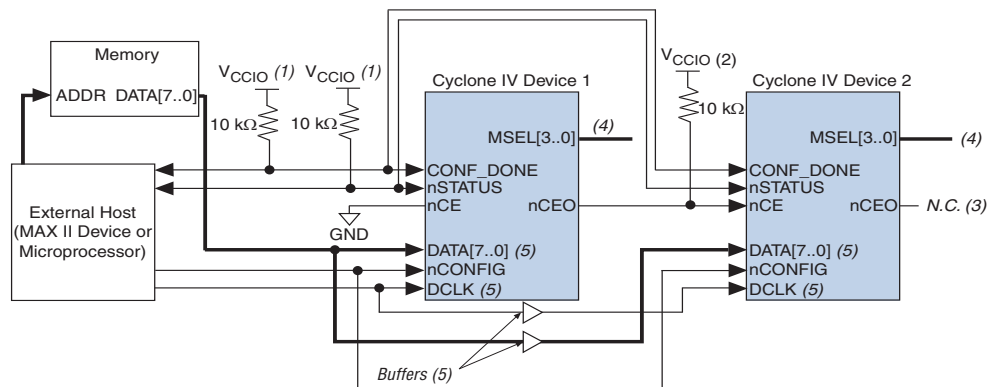 Memory
ADDR DATA[7..0]
VCCIO (1)
10 kΩ
VCCIO (1)
10 kΩ
Cyclone IV Device 1
MSEL[3..0]
(4)
CONF_DONE
nSTATUS
nCE
nCEO
GND
DATA[7..0] (5)
nCONFIG
DCLK (5)
VCCIO (2)
10 kΩ
Cyclone IV Device 2
MSEL[3..0]
(4)
CONF_DONE
nSTATUS
nCE
nCEO
N.C. (3)
DATA[7..0] (5)
nCONFIG
DCLK (5)
External Host
(MAX II Device or
Microprocessor)
Buffers (5)